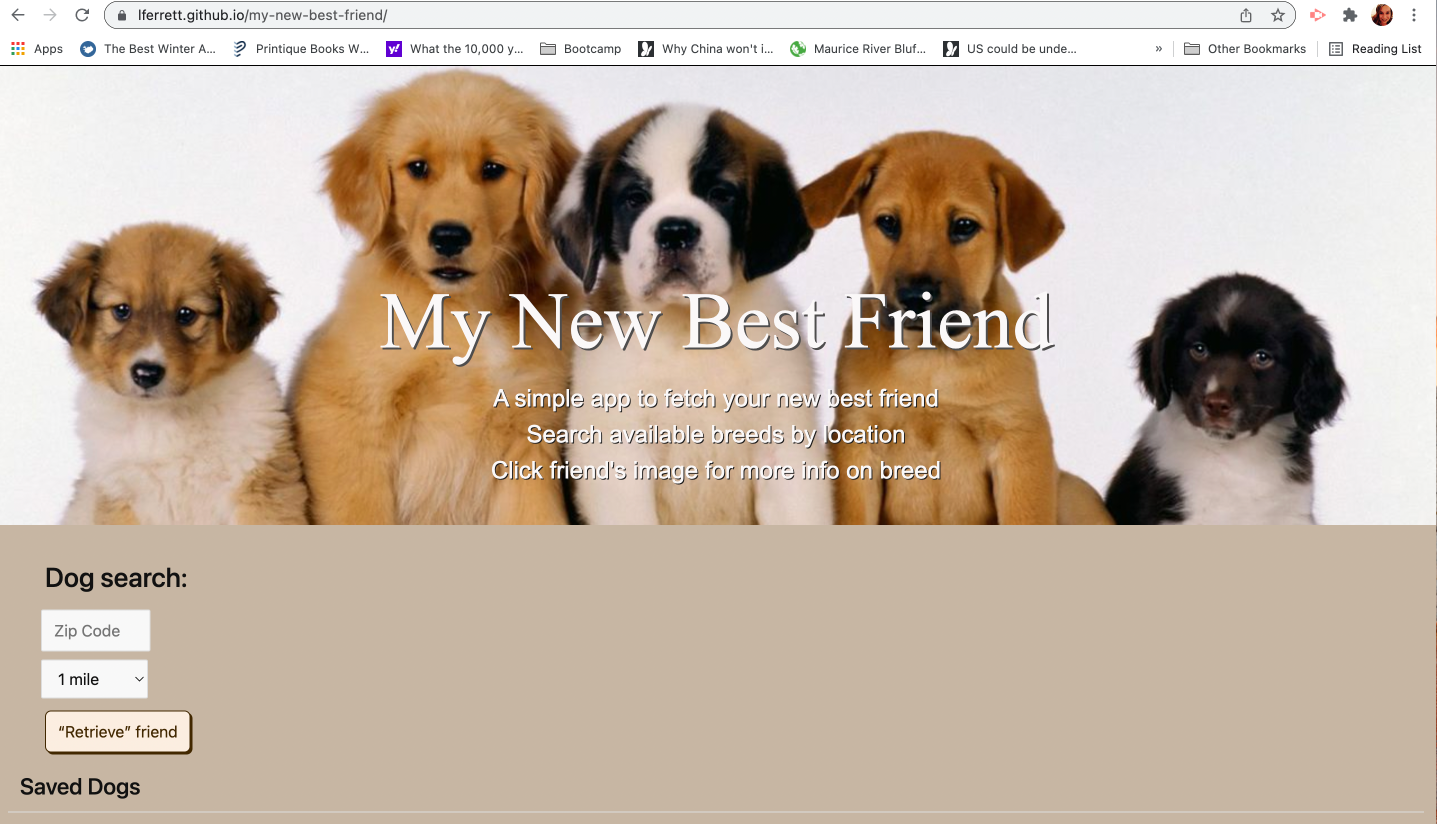 lferrett.github.io/my-new-best-friend/
Apps The Best Winter A... Printique Books W... What the 10,000 y... Bootcamp Why China won't i... Maurice River Bluf... US could be unde... » Other Bookmarks Reading List
My New Best Friend
A simple app to fetch your new best friend
Search available breeds by location
Click friend's image for more info on breed
Dog search:
Zip Code
1 mile
“Retrieve” friend
Saved Dogs